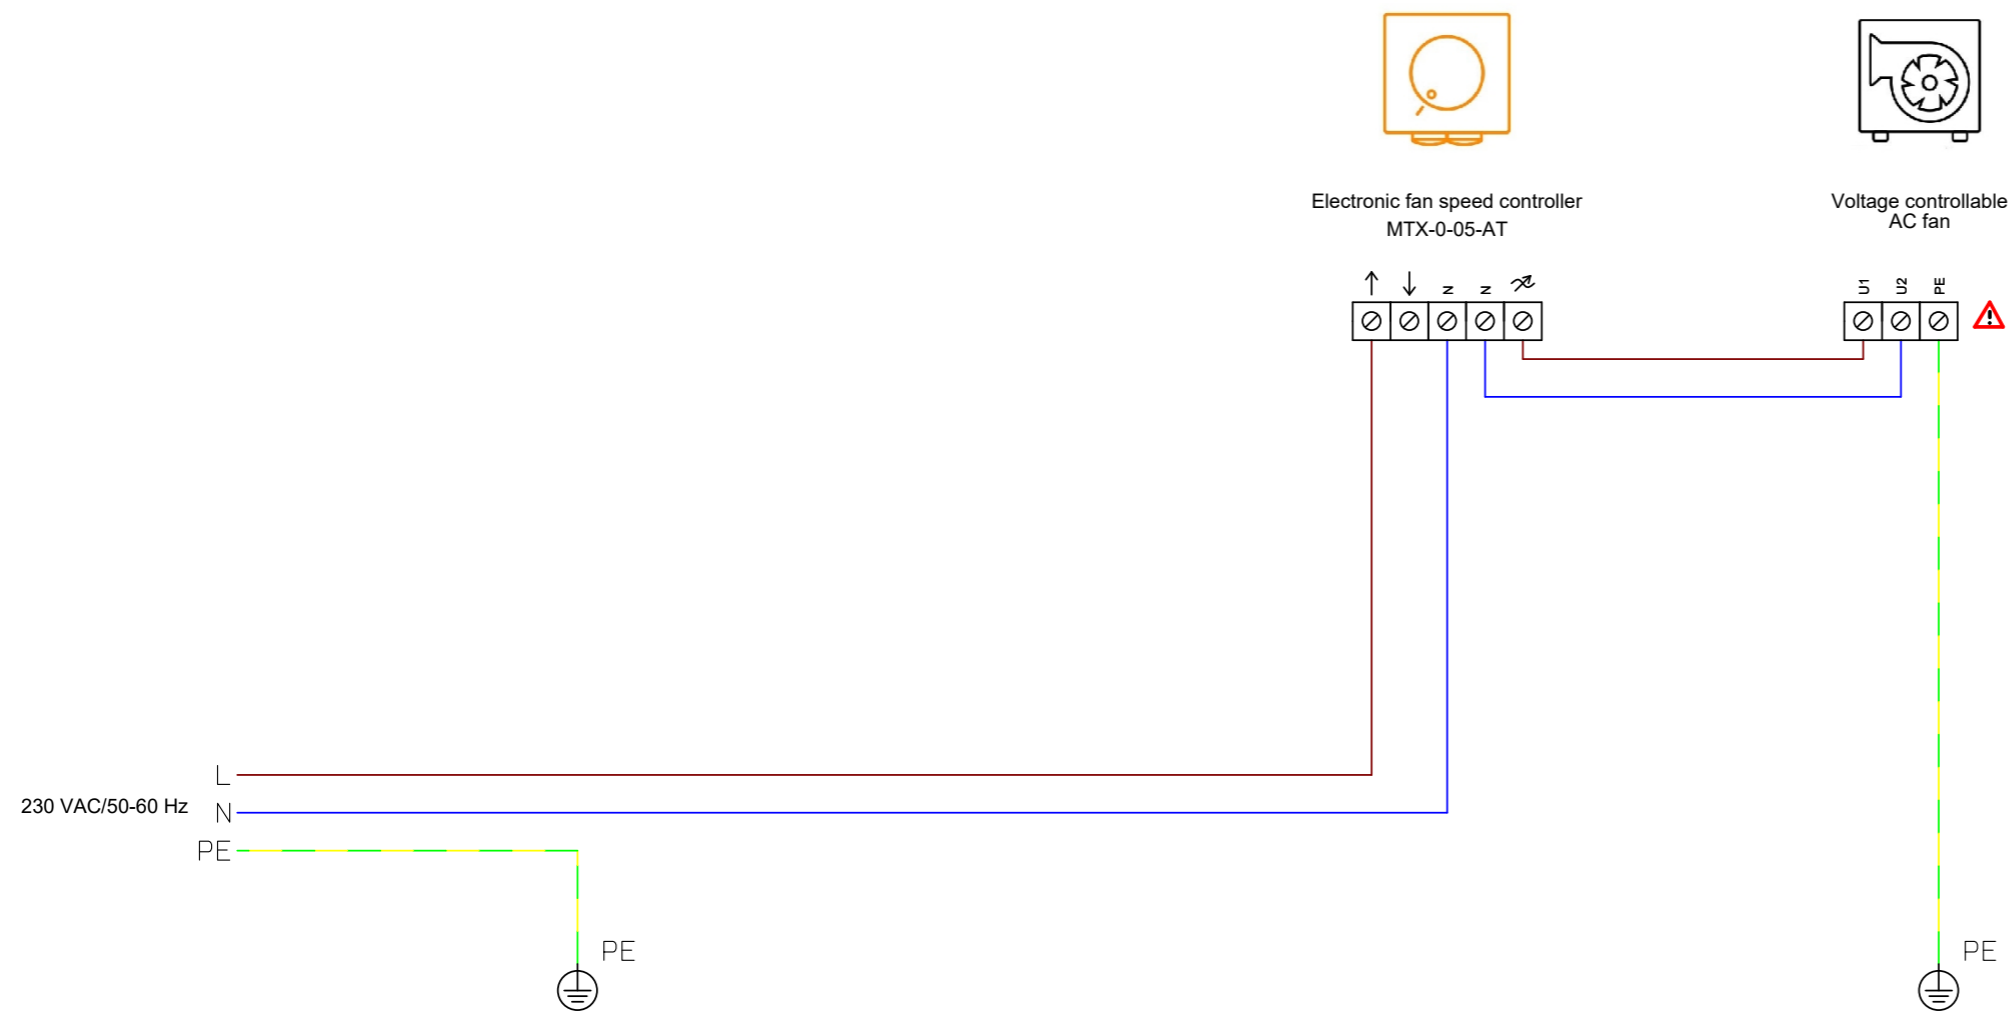 Electronic fan speed controller
MTX-0-05-AT
Voltage controllable
AC fan
N
N
U1
U2
PE
L
230 VAC/50-60 Hz
N
PE
PE
PE